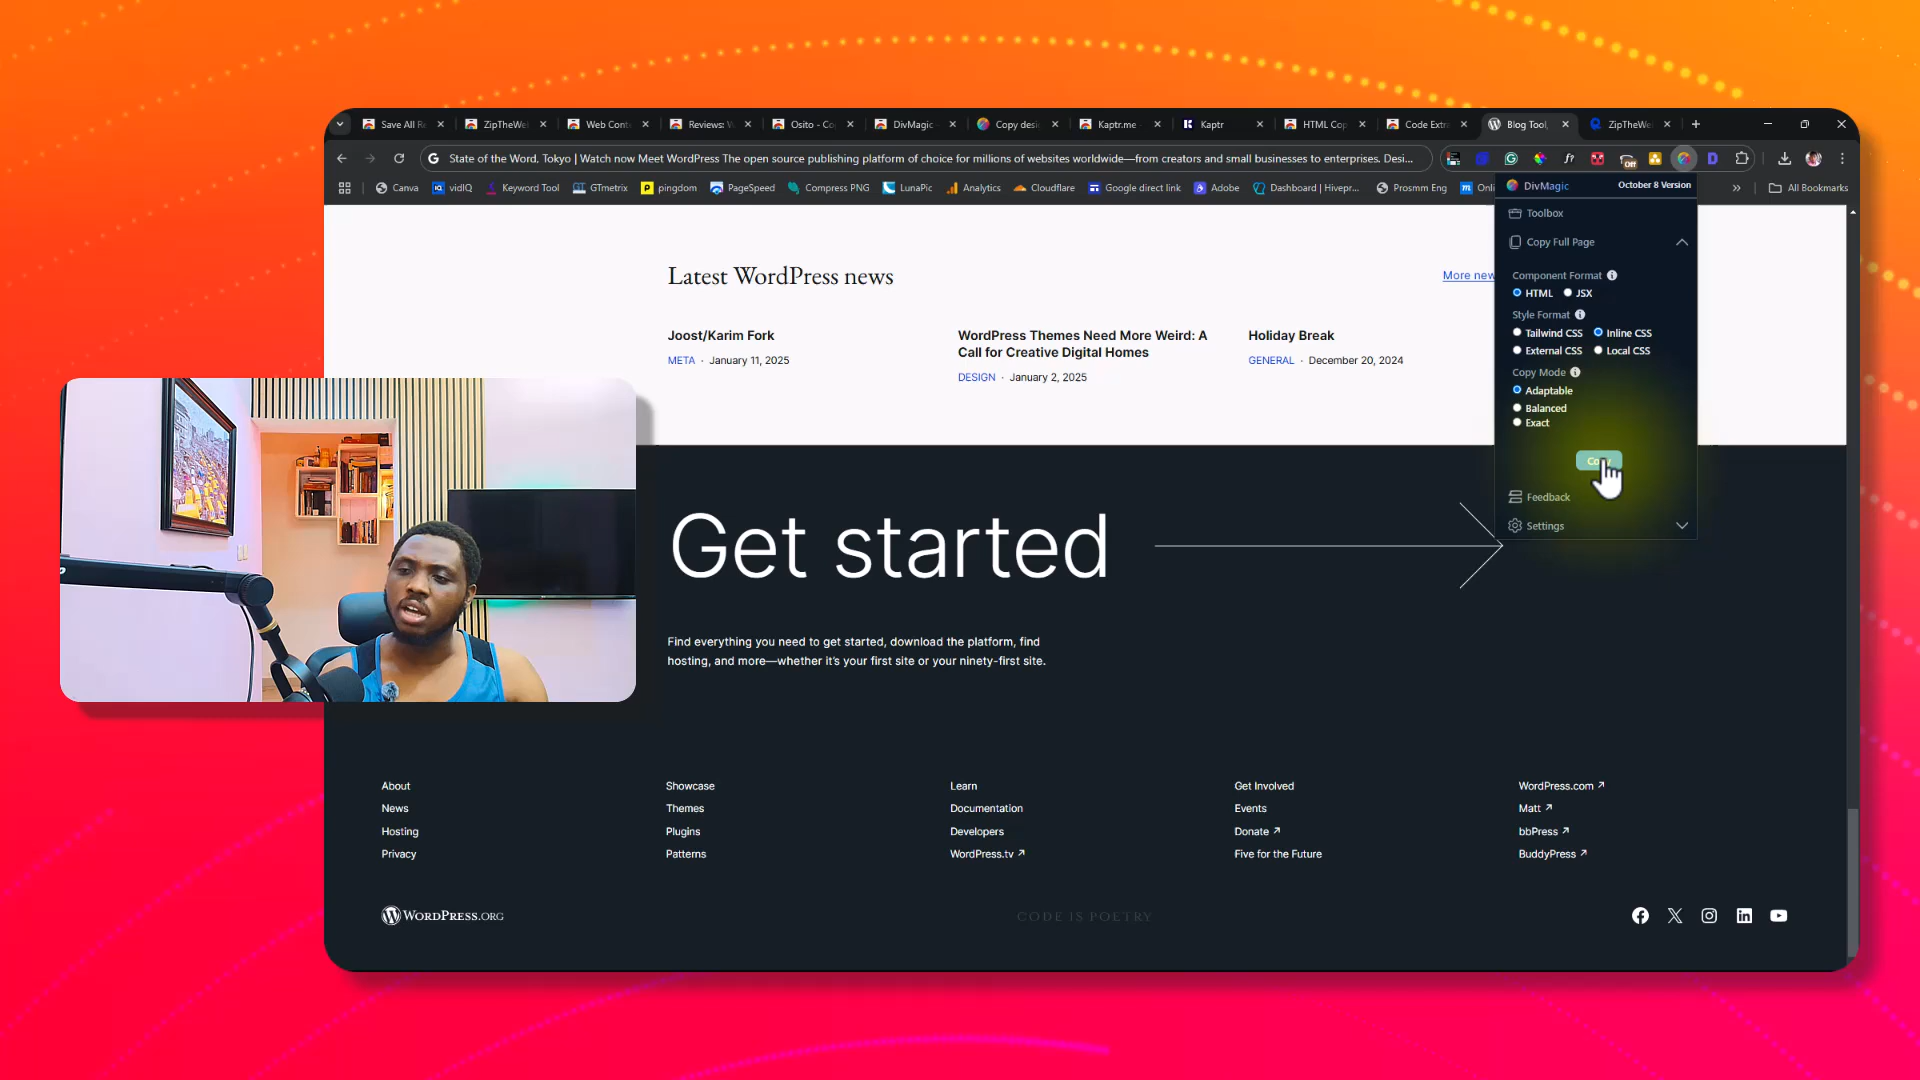 Save All Re
ZipTheWe
Web Cont
Reviews: W
Osito - Co
DivMagic -
Copy desi
Kaptr.me -
Kaptr
HTML Cop
Code Extr
Blog Tool,
ZipTheWe
State of the Word, Tokyo | Watch now Meet WordPress The open source publishing platform of choice for millions of websites worldwide—from creators and small businesses to enterprises. Desi...
Off
Canva
vidIQ
Keyword Tool
GTmetrix
pingdom
PageSpeed
Compress PNG
LunaPic
Analytics
Cloudflare
Google direct link
Adobe
Dashboard | Hivepr...
Prosmm Eng
Onli
All Bookmarks
DivMagic
October 8 Version
Toolbox
Copy Full Page
Component Format
HTML JSX
Style Format
Tailwind CSS Inline CSS
External CSS Local CSS
Copy Mode
Adaptable
Balanced
Exact
Feedback
Settings
Latest WordPress news
More new
Joost/Karim Fork
META · January 11, 2025
WordPress Themes Need More Weird: A
Call for Creative Digital Homes
DESIGN · January 2, 2025
Holiday Break
GENERAL · December 20, 2024
Get started
Find everything you need to get started, download the platform, find
hosting, and more—whether it's your first site or your ninety-first site.
About
News
Hosting
Privacy
Showcase
Themes
Plugins
Patterns
Learn
Documentation
Developers
WordPress.tv ↗
Get Involved
Events
Donate ↗
Five for the Future
WordPress.com ↗
Matt ↗
bbPress ↗
BuddyPress ↗
WORDPRESS.ORG
CODE IS POETRY